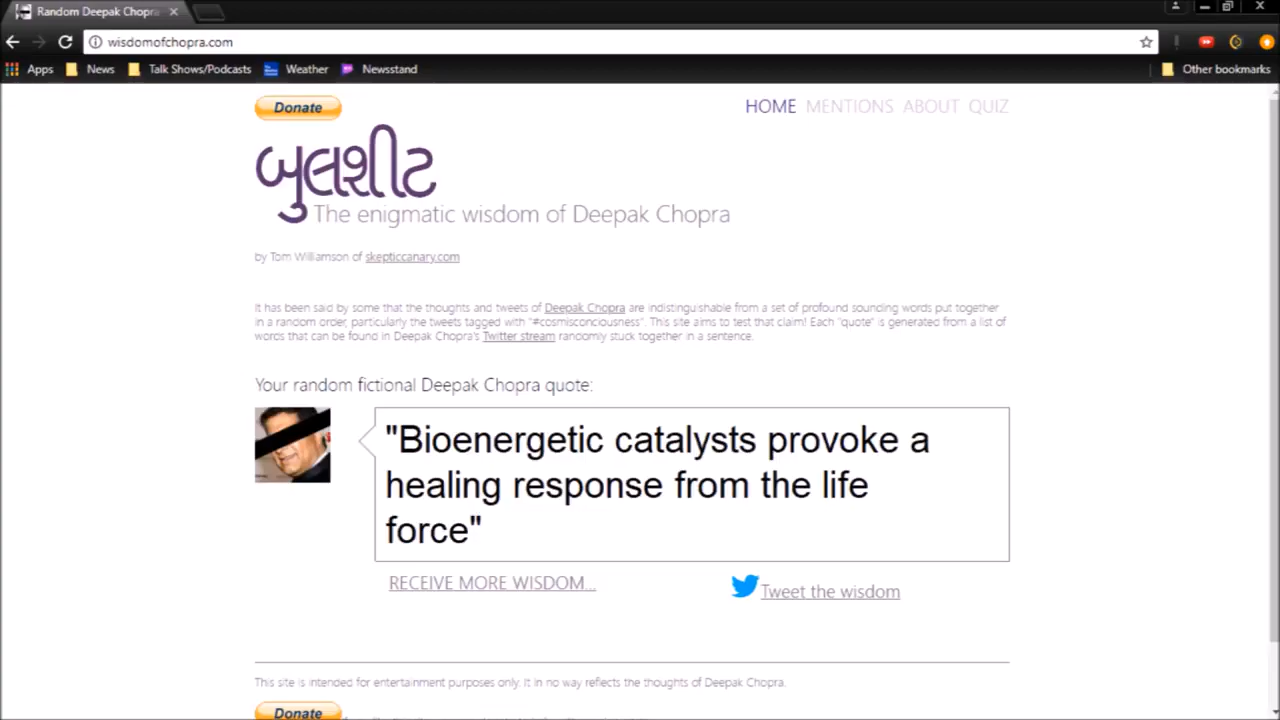 Random Deepak Chopra
wisdomofchopra.com
Apps News Talk Shows/Podcasts Weather Newsstand Other bookmarks
Donate HOME MENTIONS ABOUT QUIZ
બુલશીટ
The enigmatic wisdom of Deepak Chopra
by Tom Williamson of skepticcanary.com
It has been said by some that the thoughts and tweets of Deepak Chopra are indistinguishable from a set of profound sounding words put together
in a random order, particularly the tweets tagged with "#cosmisconciousness". This site aims to test that claim! Each "quote" is generated from a list of
words that can be found in Deepak Chopra's Twitter stream randomly stuck together in a sentence.
Your random fictional Deepak Chopra quote:
"Bioenergetic catalysts provoke a
healing response from the life
force"
RECEIVE MORE WISDOM... Tweet the wisdom
This site is intended for entertainment purposes only. It in no way reflects the thoughts of Deepak Chopra.
Donate